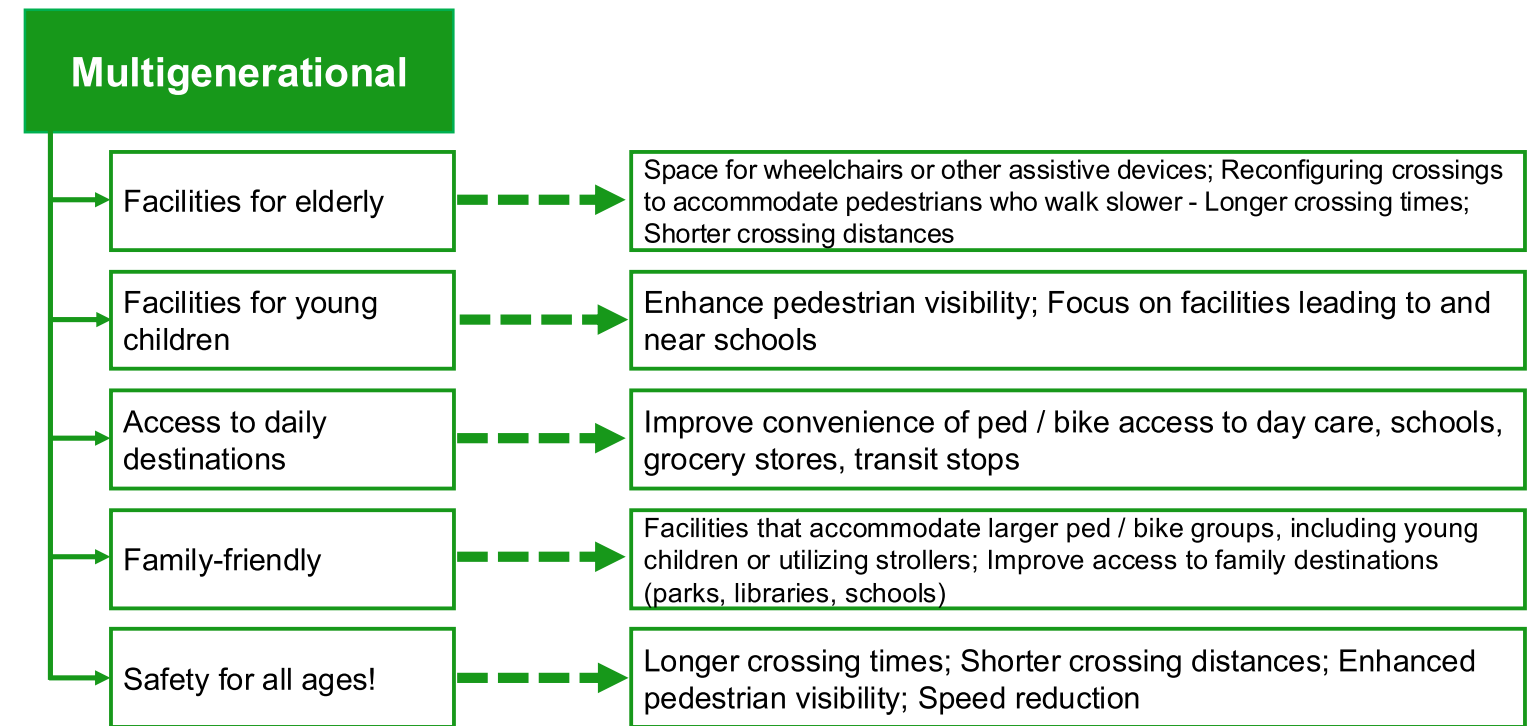 Multigenerational
Facilities for elderly
Space for wheelchairs or other assistive devices; Reconfiguring crossings
to accommodate pedestrians who walk slower - Longer crossing times;
Shorter crossing distances
Facilities for young
children
Enhance pedestrian visibility; Focus on facilities leading to and
near schools
Access to daily
destinations
Improve convenience of ped / bike access to day care, schools,
grocery stores, transit stops
Family-friendly
Facilities that accommodate larger ped / bike groups, including young
children or utilizing strollers; Improve access to family destinations
(parks, libraries, schools)
Safety for all ages!
Longer crossing times; Shorter crossing distances; Enhanced
pedestrian visibility; Speed reduction